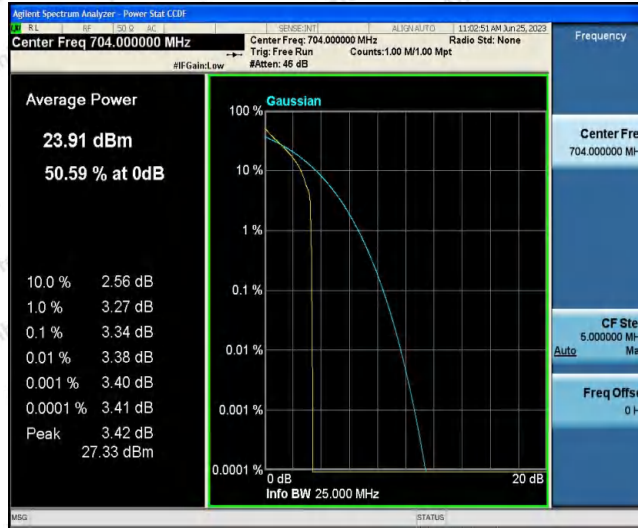 Agilent Spectrum Analyzer - Power Stat CCDF
RL RF 50 Ω AC SENSE:INT ALIGN AUTO 11:02:51 AM Jun 25, 2023
Center Freq 704.000000 MHz
Center Freq: 704.000000 MHz Radio Std: None
Trig: Free Run Counts:1.00 M/1.00 Mpt
#IFGain:Low #Atten: 46 dB
Frequency
Average Power
23.91 dBm
50.59 % at 0dB
10.0 % 2.56 dB
1.0 % 3.27 dB
0.1 % 3.34 dB
0.01 % 3.38 dB
0.001 % 3.40 dB
0.0001 % 3.41 dB
Peak 3.42 dB
27.33 dBm
Gaussian
100 %
10 %
1 %
0.1 %
0.01 %
0.001 %
0.0001 %
0 dB 20 dB
Info BW 25.000 MHz
Center Fre
704.000000 MH
CF Ste
5.000000 MH
Auto Ma
Freq Offse
0 H
MSG STATUS